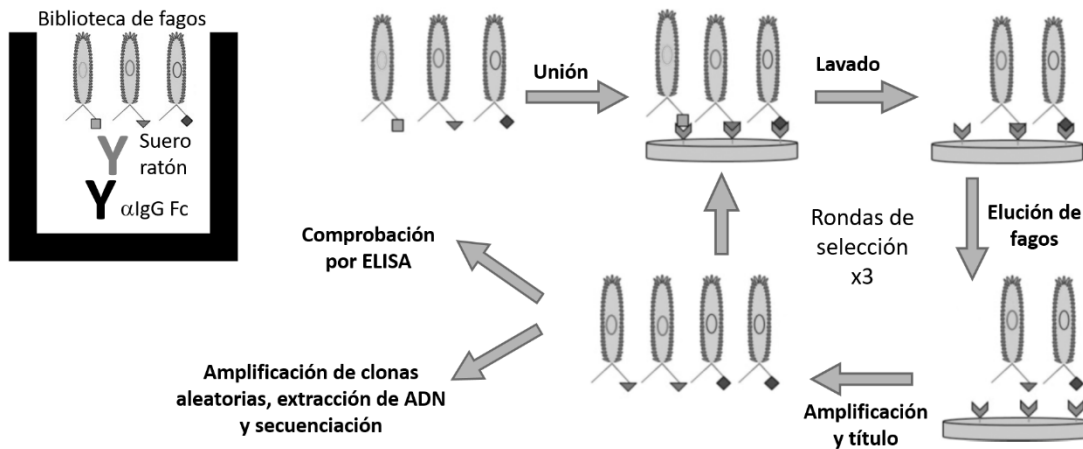 Biblioteca de fagos
Suero
ratón
αIgG Fc
Unión
Lavado
Elución de
fagos
Rondas de
selección
x3
Amplificación
y título
Comprobación
por ELISA
Amplificación de clonas
aleatorias, extracción de ADN
y secuenciación